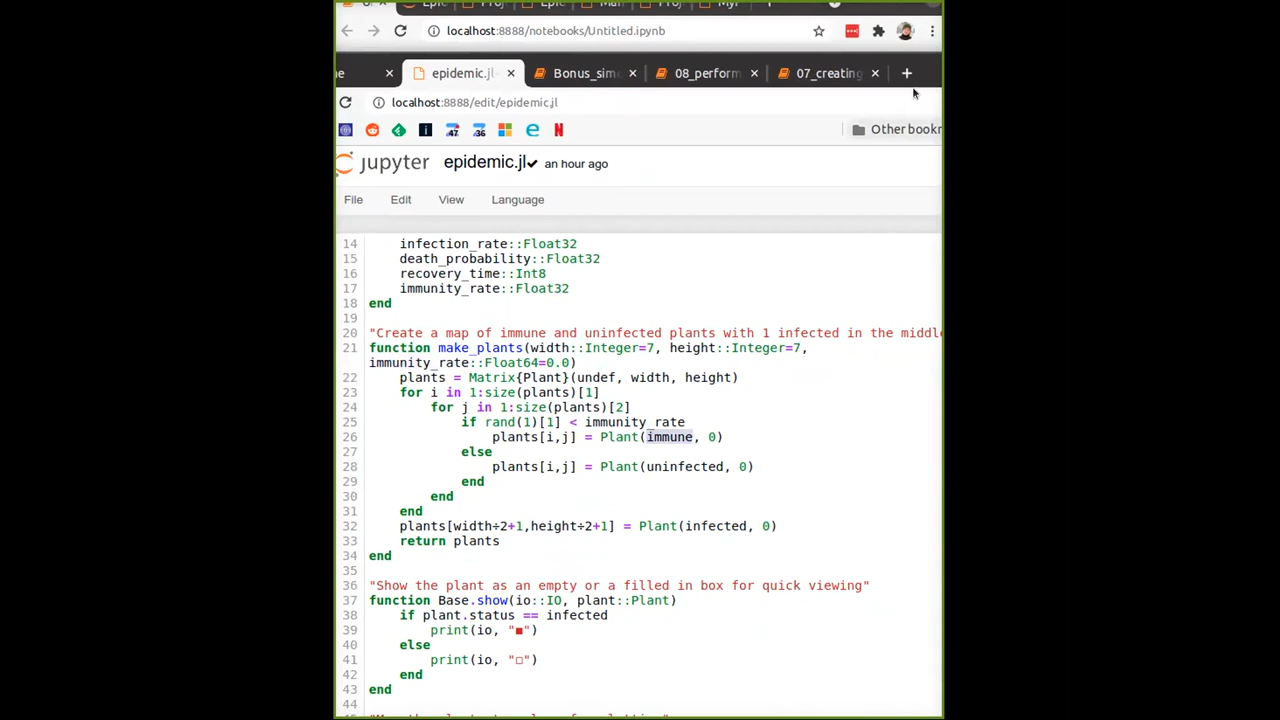 localhost:8888/notebooks/Untitled.ipynb
epidemic.jl
Bonus_sim
08_perform
07_creating
localhost:8888/edit/epidemic.jl
47
36
Other bookm
jupyter epidemic.jl✔ an hour ago
File Edit View Language
14 infection_rate::Float32
15 death_probability::Float32
16 recovery_time::Int8
17 immunity_rate::Float32
18 end
19
20 "Create a map of immune and uninfected plants with 1 infected in the middle
21 function make_plants(width::Integer=7, height::Integer=7,
immunity_rate::Float64=0.0)
22 plants = Matrix{Plant}(undef, width, height)
23 for i in 1:size(plants)[1]
24 for j in 1:size(plants)[2]
25 if rand(1)[1] < immunity_rate
26 plants[i,j] = Plant(immune, 0)
27 else
28 plants[i,j] = Plant(uninfected, 0)
29 end
30 end
31 end
32 plants[width÷2+1,height÷2+1] = Plant(infected, 0)
33 return plants
34 end
35
36 "Show the plant as an empty or a filled in box for quick viewing"
37 function Base.show(io::IO, plant::Plant)
38 if plant.status == infected
39 print(io, "■")
40 else
41 print(io, "□")
42 end
43 end
44